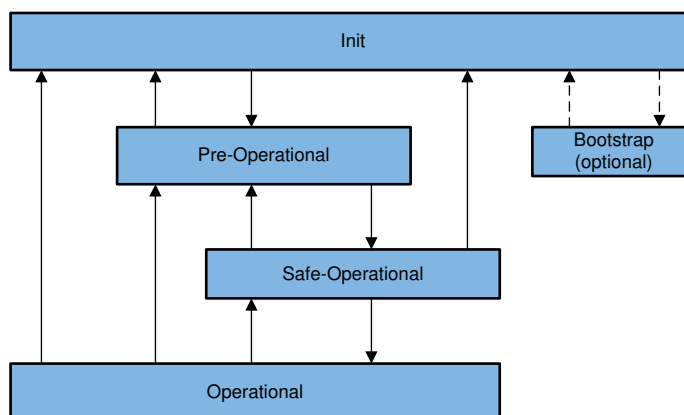 Init
Pre-Operational
Bootstrap
(optional)
Safe-Operational
Operational